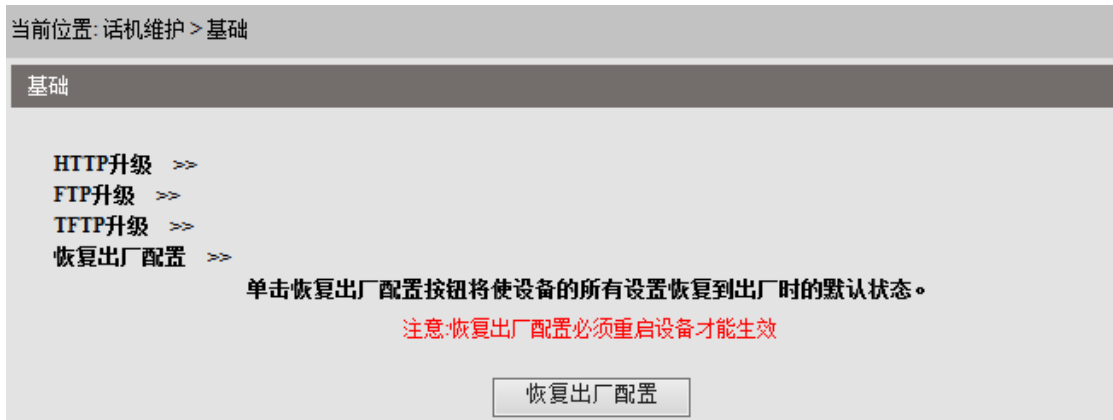 当前位置: 话机维护 > 基础
基础
HTTP升级 >>
FTP升级 >>
TFTP升级 >>
恢复出厂配置 >>
单击恢复出厂配置按钮将使设备的所有设置恢复到出厂时的默认状态。
注意:恢复出厂配置必须重启设备才能生效
恢复出厂配置